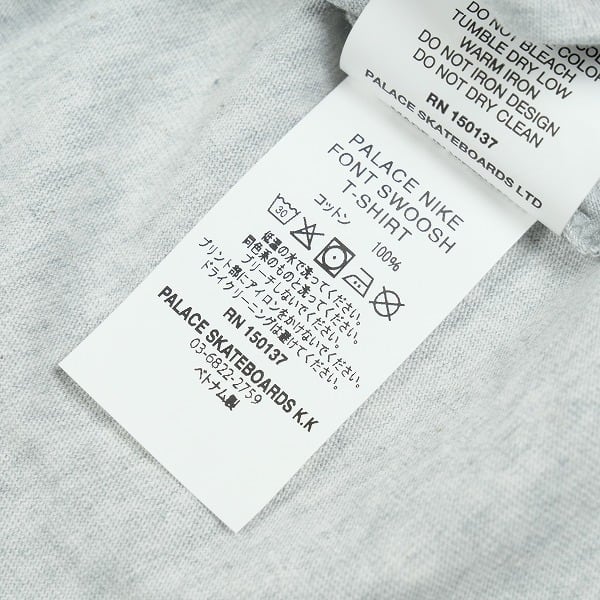 DO NOT BLEACH
TUMBLE DRY LOW
WARM IRON
DO NOT IRON DESIGN
DO NOT DRY CLEAN
RN 150137
PALACE SKATEBOARDS LTD
PALACE NIKE
FONT SWOOSH
T-SHIRT
コットン 100%
30
低温の水で洗ってください。
同色系のものと洗ってください。
ブリーチしないでください。
プリント部にアイロンをかけないでください。
ドライクリーニングは避けてください。
RN 150137
PALACE SKATEBOARDS K.K
03-6822-2759
ベトナム製